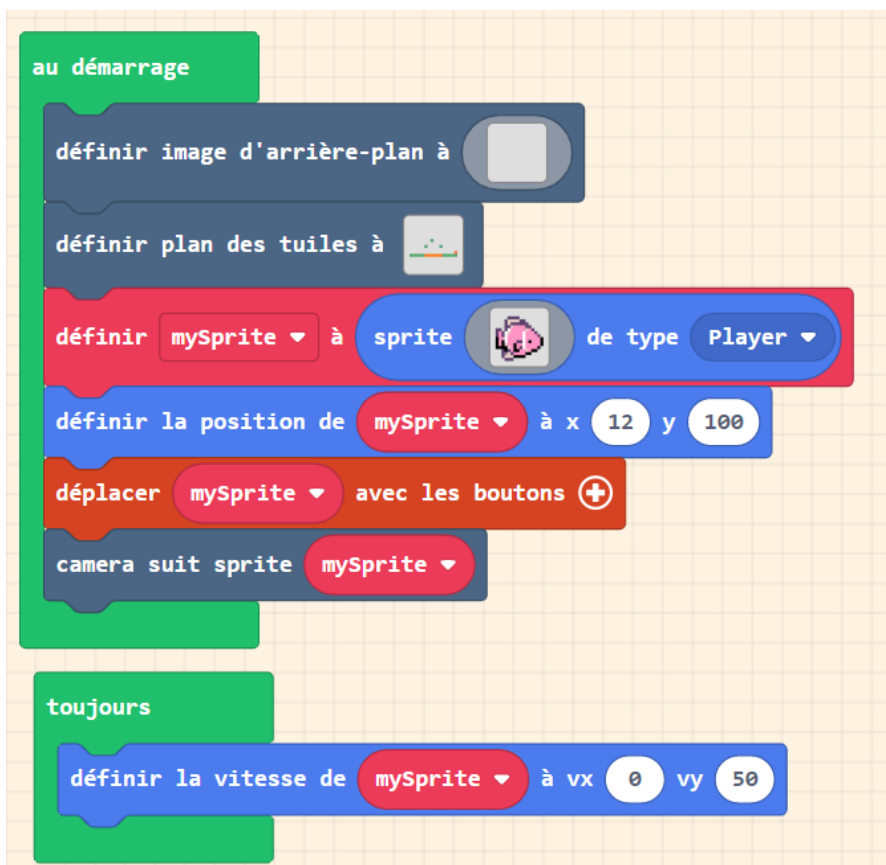 au démarrage
définir image d'arrière-plan à
définir plan des tuiles à
définir mySprite à sprite de type Player
définir la position de mySprite à x 12 y 100
déplacer mySprite avec les boutons
camera suit sprite mySprite
toujours
définir la vitesse de mySprite à vx 0 vy 50